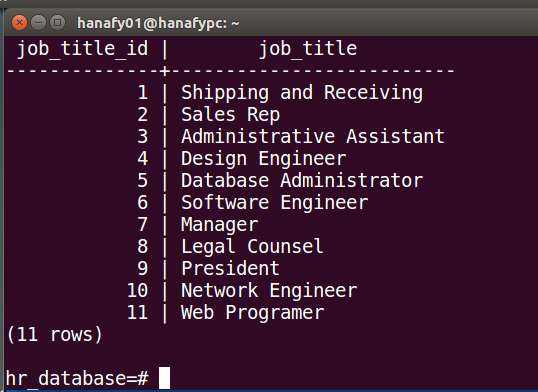 hanafy01@hanafypc: ~
job_title_id | job_title
--------------+--------------------------
1 | Shipping and Receiving
2 | Sales Rep
3 | Administrative Assistant
4 | Design Engineer
5 | Database Administrator
6 | Software Engineer
7 | Manager
8 | Legal Counsel
9 | President
10 | Network Engineer
11 | Web Programer
(11 rows)
hr_database=#